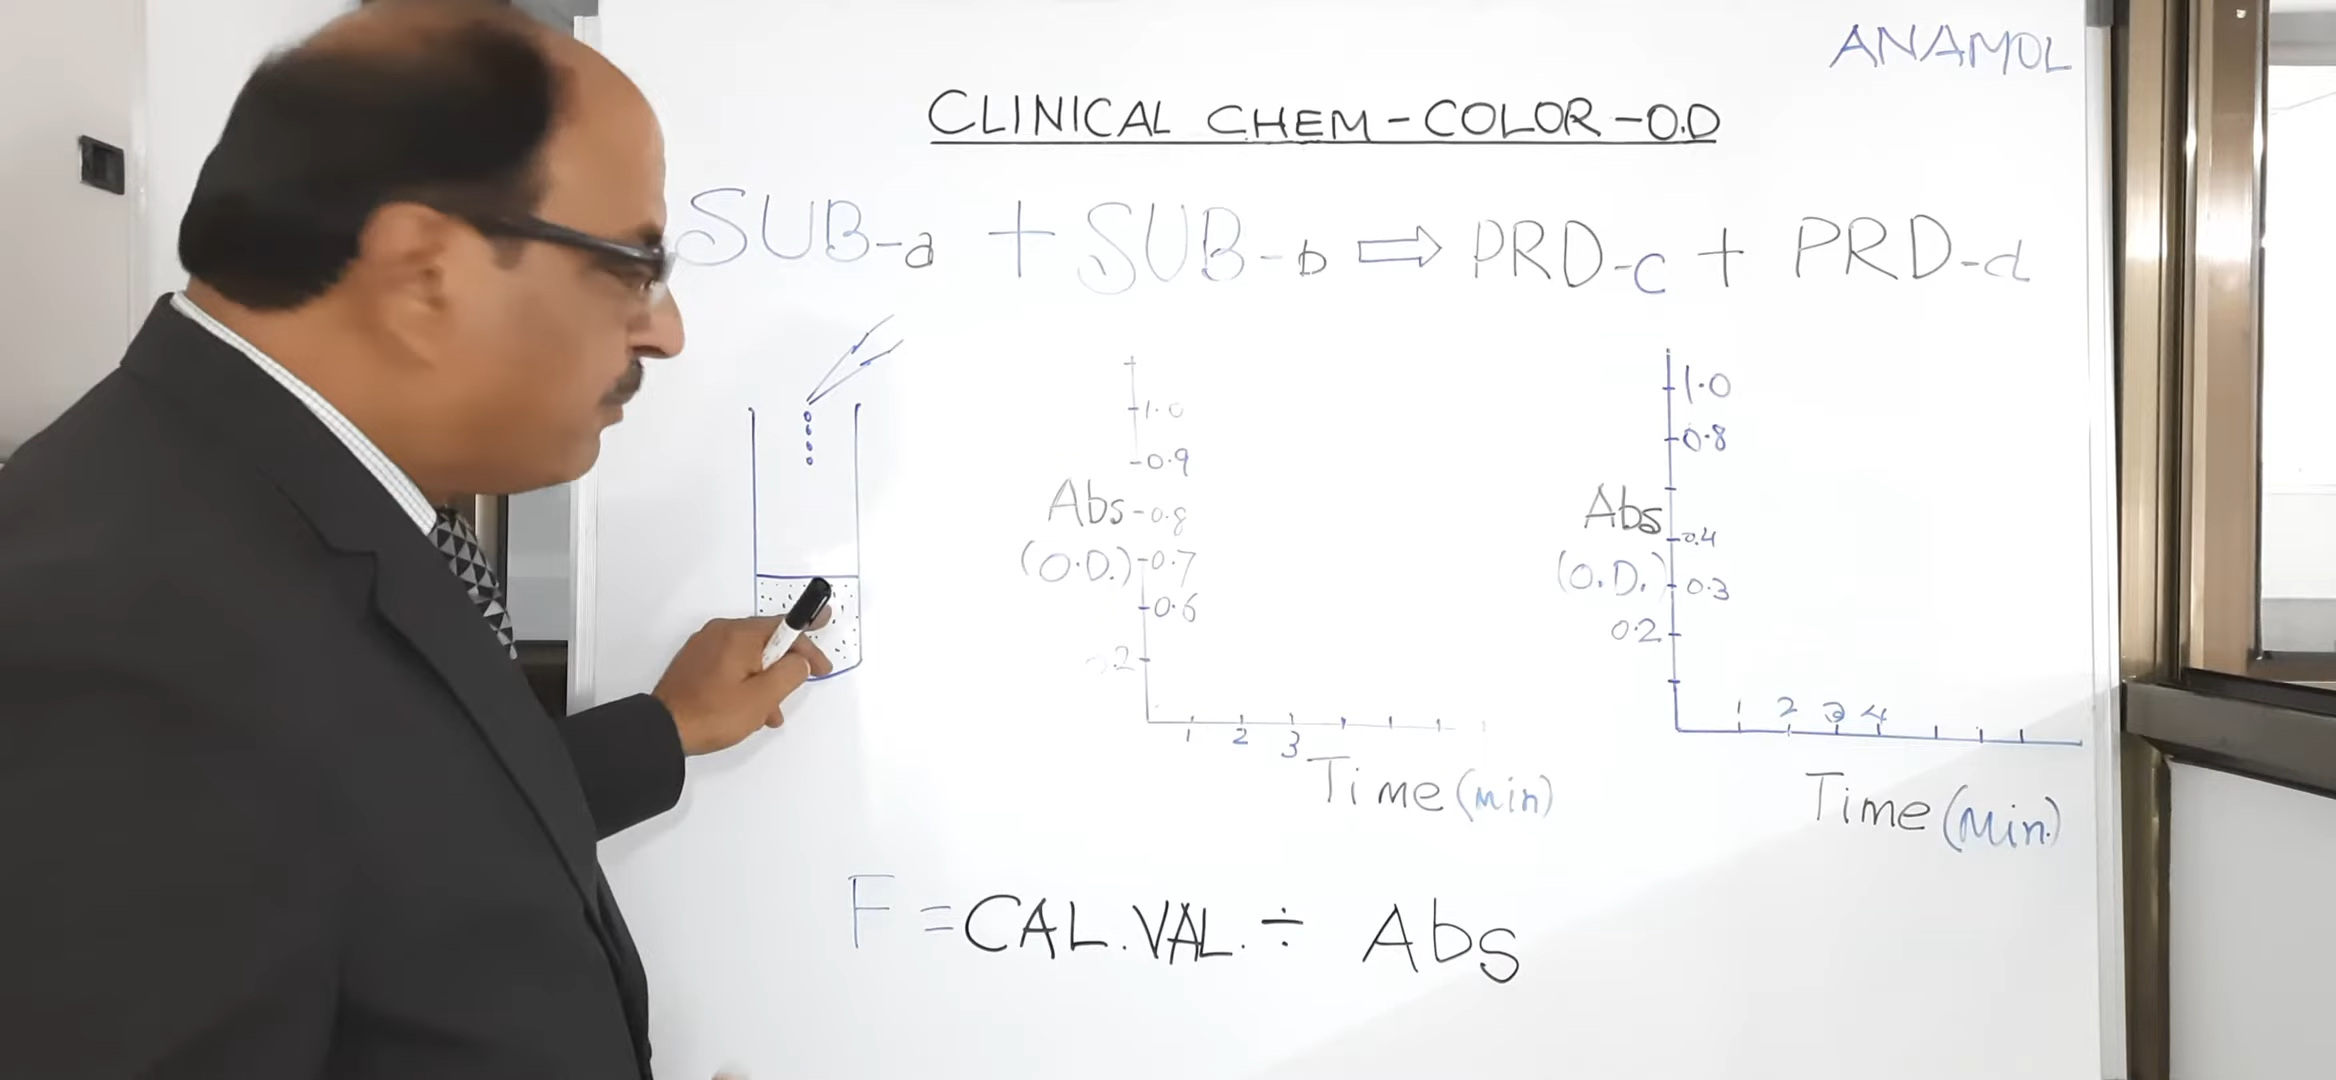 ANAMOL
CLINICAL CHEM-COLOR-O.D
SUB-a + SUB-b ⇨ PRD-c + PRD-d
1.0
0.9
Abs
0.8
(O.D.)
0.7
0.6
1 2 3
Time (min)
1.0
0.8
Abs
0.4
(O.D.)
0.3
0.2
1 2 3 4
Time (Min.)
F = CAL.VAL. ÷ Abs